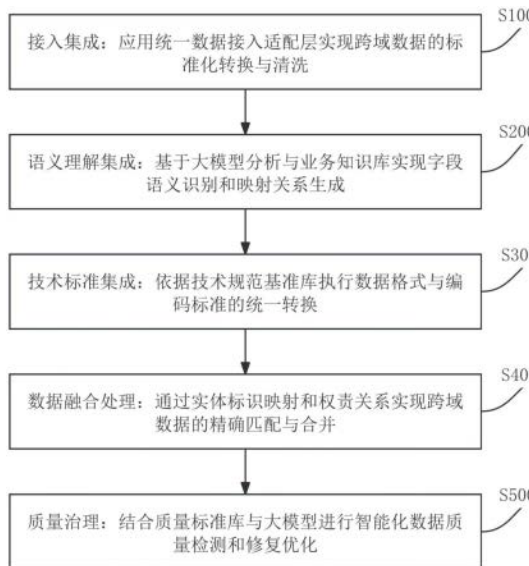 S100
接入集成：应用统一数据接入适配层实现跨域数据的标
准化转换与清洗
S200
语义理解集成：基于大模型分析与业务知识库实现字段
语义识别和映射关系生成
S30
技术标准集成：依据技术规范基准库执行数据格式与编
码标准的统一转换
S40
数据融合处理：通过实体标识映射和权责关系实现跨域
数据的精确匹配与合并
S500
质量治理：结合质量标准库与大模型进行智能化数据质
量检测和修复优化